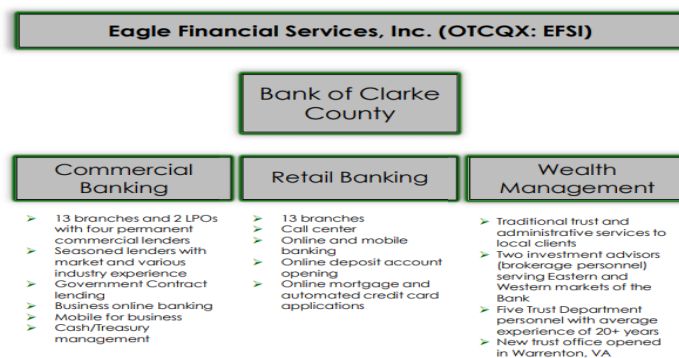 Eagle Financial Services, Inc. (OTCQX: EFSI)
Bank of Clarke
County
Commercial
Banking
➢ 13 branches and 2 LPOs
with four permanent
commercial lenders
➢ Seasoned lenders with
market and various
industry experience
➢ Government Contract
lending
➢ Business online banking
➢ Mobile for business
➢ Cash/Treasury
management
Retail Banking
➢ 13 branches
➢ Call center
➢ Online and mobile
banking
➢ Online deposit account
opening
➢ Online mortgage and
automated credit card
applications
Wealth
Management
➢ Traditional trust and
administrative services to
local clients
➢ Two investment advisors
(brokerage personnel)
serving Eastern and
Western markets of the
Bank
➢ Five Trust Department
personnel with average
experience of 20+ years
➢ New trust office opened
in Warrenton, VA